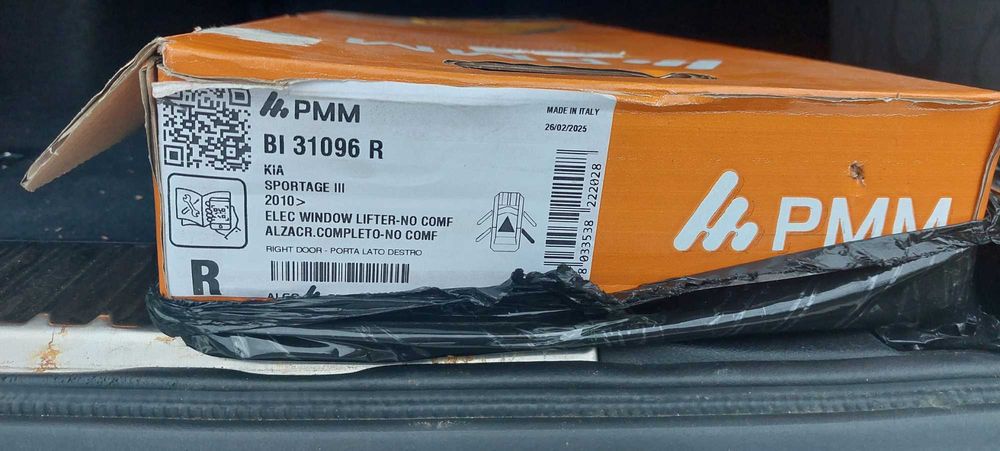 PMM
BI 31096 R
KIA
SPORTAGE III
2010>
ELEC WINDOW LIFTER-NO COMF
ALZACR.COMPLETO-NO COMF
RIGHT DOOR - PORTA LATO DESTRO
R
MADE IN ITALY
26/02/2025
8 033538 222028
PMM